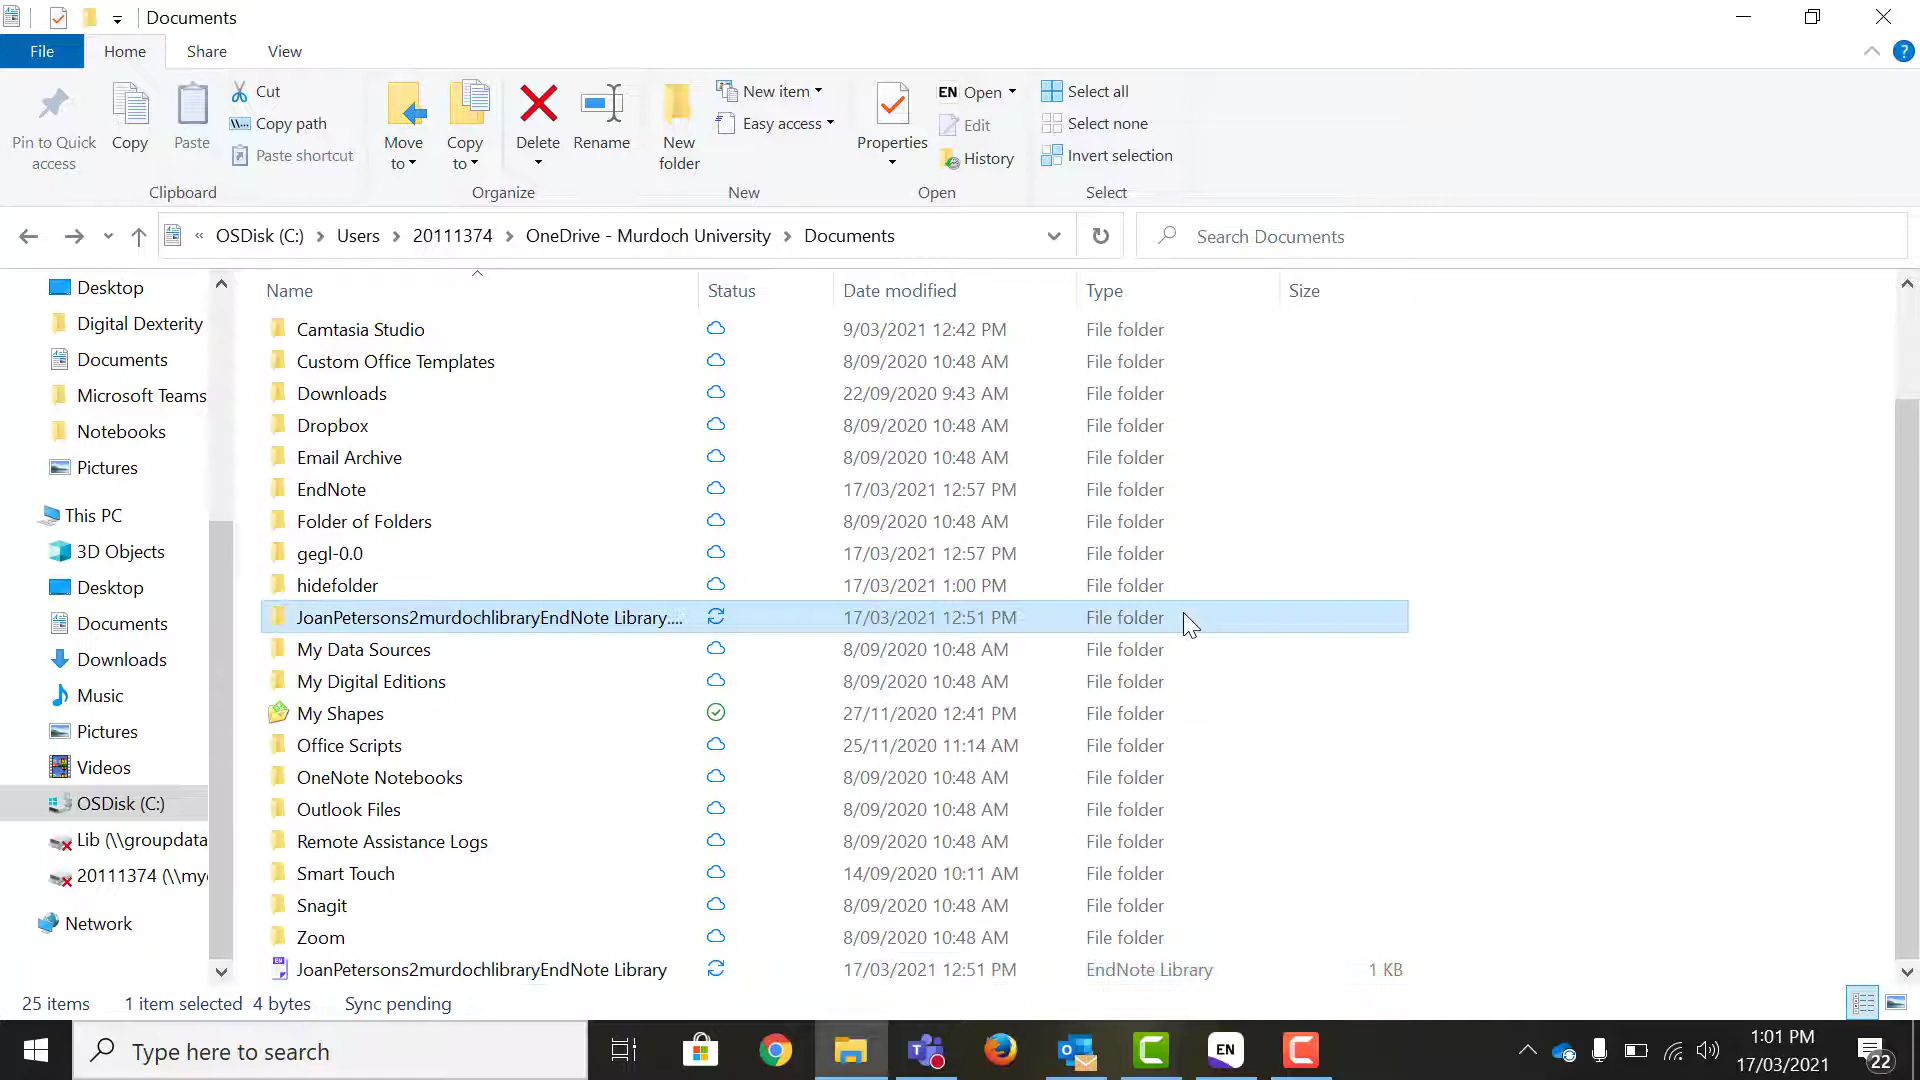 Documents
File Home Share View
Pin to Quick access
Copy
Paste
Cut
Copy path
Paste shortcut
Clipboard
Move to
Copy to
Delete
Rename
Organize
New folder
New item
Easy access
New
Properties
EN Open
Edit
History
Open
Select all
Select none
Invert selection
Select
« OSDisk (C:) > Users > 20111374 > OneDrive - Murdoch University > Documents
Search Documents
Desktop
Digital Dexterity
Documents
Microsoft Teams
Notebooks
Pictures
This PC
3D Objects
Desktop
Documents
Downloads
Music
Pictures
Videos
OSDisk (C:)
Lib (\\groupdata
20111374 (\\my
Network
Name Status Date modified Type Size
Camtasia Studio 9/03/2021 12:42 PM File folder
Custom Office Templates 8/09/2020 10:48 AM File folder
Downloads 22/09/2020 9:43 AM File folder
Dropbox 8/09/2020 10:48 AM File folder
Email Archive 8/09/2020 10:48 AM File folder
EndNote 17/03/2021 12:57 PM File folder
Folder of Folders 8/09/2020 10:48 AM File folder
gegl-0.0 17/03/2021 12:57 PM File folder
hidefolder 17/03/2021 1:00 PM File folder
JoanPetersons2murdochlibraryEndNote Library.... 17/03/2021 12:51 PM File folder
My Data Sources 8/09/2020 10:48 AM File folder
My Digital Editions 8/09/2020 10:48 AM File folder
My Shapes 27/11/2020 12:41 PM File folder
Office Scripts 25/11/2020 11:14 AM File folder
OneNote Notebooks 8/09/2020 10:48 AM File folder
Outlook Files 8/09/2020 10:48 AM File folder
Remote Assistance Logs 8/09/2020 10:48 AM File folder
Smart Touch 14/09/2020 10:11 AM File folder
Snagit 8/09/2020 10:48 AM File folder
Zoom 8/09/2020 10:48 AM File folder
JoanPetersons2murdochlibraryEndNote Library 17/03/2021 12:51 PM EndNote Library 1 KB
25 items 1 item selected 4 bytes Sync pending
Type here to search
EN
1:01 PM
17/03/2021
22